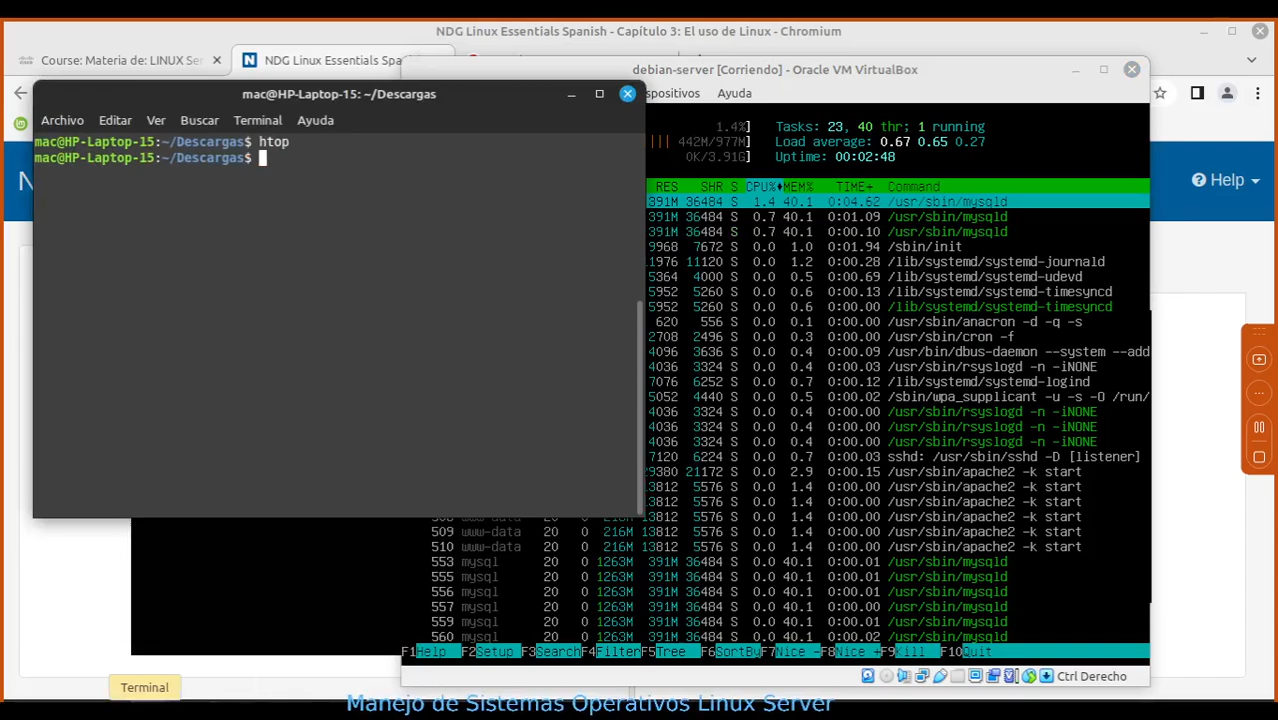 NDG Linux Essentials Spanish - Capítulo 3: El uso de Linux - Chromium
Course: Materia de: LINUX Ser
NDG Linux Essentials Spa
debian-server [Corriendo] - Oracle VM VirtualBox
spositivos Ayuda
mac@HP-Laptop-15: ~/Descargas
Archivo Editar Ver Buscar Terminal Ayuda
mac@HP-Laptop-15:~/Descargas$ htop
mac@HP-Laptop-15:~/Descargas$
N
Help
1.4%] Tasks: 23, 40 thr; 1 running
||| 442M/977M] Load average: 0.67 0.65 0.27
0K/3.91G] Uptime: 00:02:48
RES SHR S CPU% MEM% TIME+ Command
391M 36484 S 1.4 40.1 0:04.62 /usr/sbin/mysqld
391M 36484 S 0.7 40.1 0:01.09 /usr/sbin/mysqld
391M 36484 S 0.7 40.1 0:00.10 /usr/sbin/mysqld
9968 7672 S 0.0 1.0 0:01.94 /sbin/init
11976 11120 S 0.0 1.2 0:00.28 /lib/systemd/systemd-journald
5364 4000 S 0.0 0.5 0:00.69 /lib/systemd/systemd-udevd
5952 5260 S 0.0 0.6 0:00.13 /lib/systemd/systemd-timesyncd
5952 5260 S 0.0 0.6 0:00.00 /lib/systemd/systemd-timesyncd
620 556 S 0.0 0.1 0:00.00 /usr/sbin/anacron -d -q -s
2708 2496 S 0.0 0.3 0:00.00 /usr/sbin/cron -f
4096 3636 S 0.0 0.4 0:00.09 /usr/bin/dbus-daemon --system --add
4036 3324 S 0.0 0.4 0:00.03 /usr/sbin/rsyslogd -n -iNONE
7076 6252 S 0.0 0.7 0:00.12 /lib/systemd/systemd-logind
5052 4440 S 0.0 0.5 0:00.02 /sbin/wpa_supplicant -u -s -O /run/
4036 3324 S 0.0 0.4 0:00.00 /usr/sbin/rsyslogd -n -iNONE
4036 3324 S 0.0 0.4 0:00.00 /usr/sbin/rsyslogd -n -iNONE
4036 3324 S 0.0 0.4 0:00.00 /usr/sbin/rsyslogd -n -iNONE
7120 6224 S 0.0 0.7 0:00.03 sshd: /usr/sbin/sshd -D [listener]
29380 21172 S 0.0 2.9 0:00.15 /usr/sbin/apache2 -k start
13812 5576 S 0.0 1.4 0:00.00 /usr/sbin/apache2 -k start
13812 5576 S 0.0 1.4 0:00.00 /usr/sbin/apache2 -k start
508 www-data 20 0 216M 13812 5576 S 0.0 1.4 0:00.00 /usr/sbin/apache2 -k start
509 www-data 20 0 216M 13812 5576 S 0.0 1.4 0:00.00 /usr/sbin/apache2 -k start
510 www-data 20 0 216M 13812 5576 S 0.0 1.4 0:00.00 /usr/sbin/apache2 -k start
553 mysql 20 0 1263M 391M 36484 S 0.0 40.1 0:00.01 /usr/sbin/mysqld
555 mysql 20 0 1263M 391M 36484 S 0.0 40.1 0:00.01 /usr/sbin/mysqld
556 mysql 20 0 1263M 391M 36484 S 0.0 40.1 0:00.01 /usr/sbin/mysqld
557 mysql 20 0 1263M 391M 36484 S 0.0 40.1 0:00.00 /usr/sbin/mysqld
559 mysql 20 0 1263M 391M 36484 S 0.0 40.1 0:00.01 /usr/sbin/mysqld
560 mysql 20 0 1263M 391M 36484 S 0.0 40.1 0:00.02 /usr/sbin/mysqld
F1Help F2Setup F3Search F4Filter F5Tree F6SortBy F7Nice - F8Nice + F9Kill F10Quit
Ctrl Derecho
Terminal
Manejo de Sistemas Operativos Linux Server